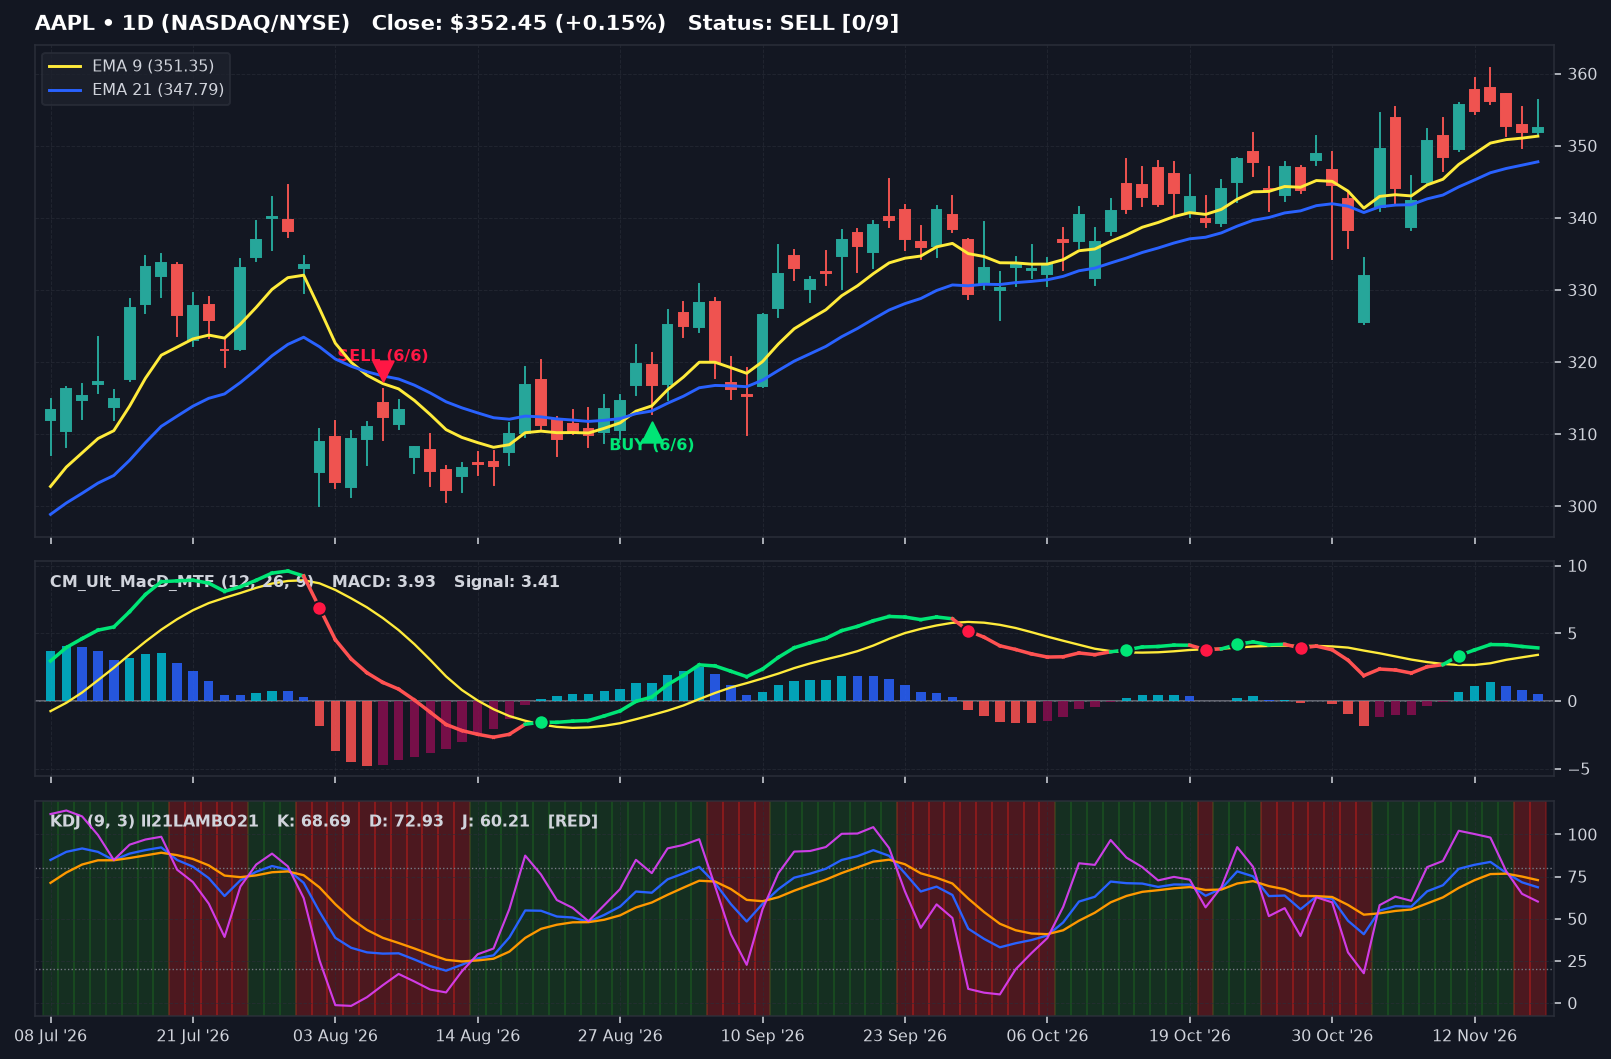 AAPL • 1D (NASDAQ/NYSE)   Close: $352.45 (+0.15%)   Status: SELL [0/9]
EMA 9 (351.35)
EMA 21 (347.79)
360
350
340
330
320
310
300
SELL (6/6)
BUY (6/6)
CM_Ult_MacD_MTF (12, 26, 9)   MACD: 3.93   Signal: 3.41
10
5
0
−5
KDJ (9, 3) II21LAMBO21   K: 68.69   D: 72.93   J: 60.21   [RED]
100
75
50
25
0
08 Jul '26
21 Jul '26
03 Aug '26
14 Aug '26
27 Aug '26
10 Sep '26
23 Sep '26
06 Oct '26
19 Oct '26
30 Oct '26
12 Nov '26